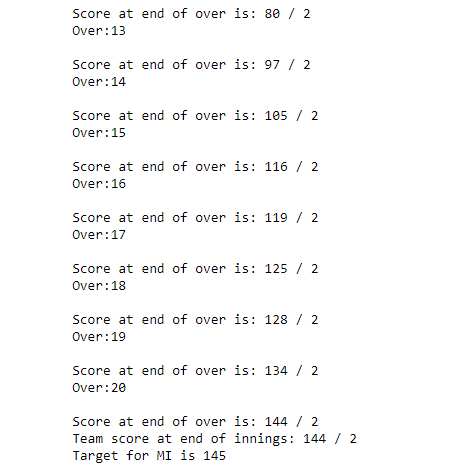 Score at end of over is: 80 / 2
Over:13
Score at end of over is: 97 / 2
Over:14
Score at end of over is: 105 / 2
Over:15
Score at end of over is: 116 / 2
Over:16
Score at end of over is: 119 / 2
Over:17
Score at end of over is: 125 / 2
Over:18
Score at end of over is: 128 / 2
Over:19
Score at end of over is: 134 / 2
Over:20
Score at end of over is: 144 / 2
Team score at end of innings: 144 / 2
Target for MI is 145